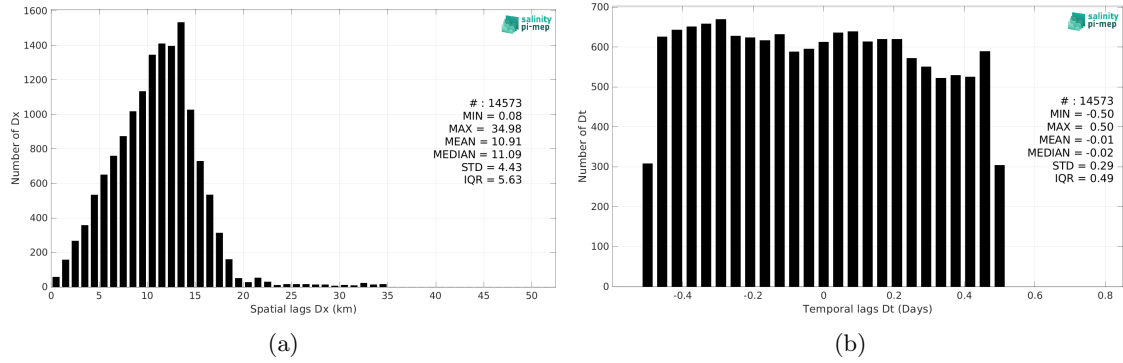 1600
1400
1200
1000
800
600
400
200
0
Number of Dx
0 5 10 15 20 25 30 35 40 45 50
Spatial lags Dx (km)
salinity
pi-mep
# : 14573
MIN = 0.08
MAX = 34.98
MEAN = 10.91
MEDIAN = 11.09
STD = 4.43
IQR = 5.63
(a)
700
600
500
400
300
200
100
0
Number of Dt
-0.4 -0.2 0 0.2 0.4 0.6 0.8
Temporal lags Dt (Days)
salinity
pi-mep
# : 14573
MIN = -0.50
MAX = 0.50
MEAN = -0.01
MEDIAN = -0.02
STD = 0.29
IQR = 0.49
(b)